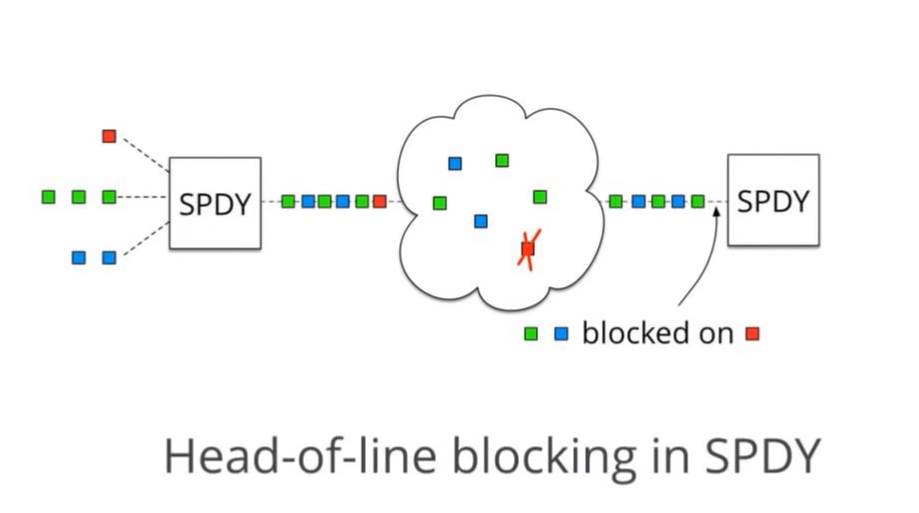 SPDY
SPDY
blocked on
Head-of-line blocking in SPDY